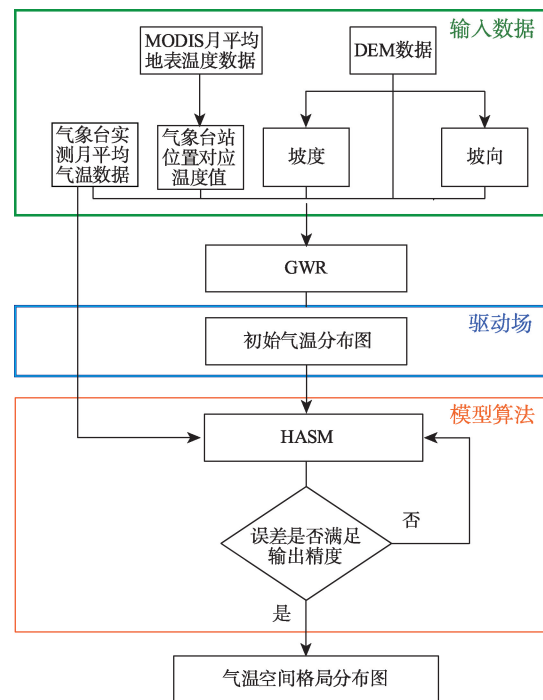 输入数据
MODIS月平均
地表温度数据
DEM数据
气象台实
测月平均
气温数据
气象台站
位置对应
温度值
坡度
坡向
GWR
驱动场
初始气温分布图
模型算法
HASM
误差是否满足
输出精度
否
是
气温空间格局分布图